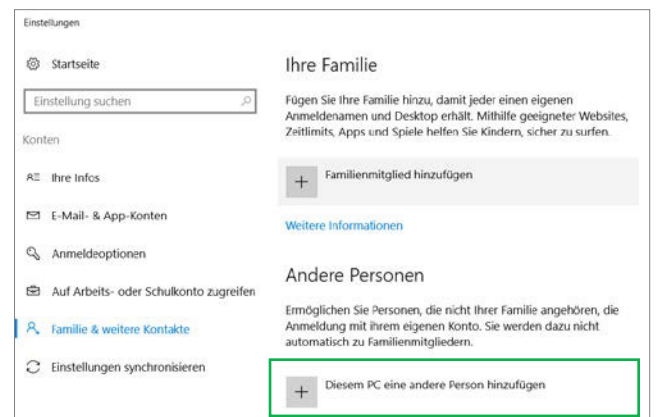 Einstellungen
Startseite
Einstellung suchen
Konten
Ihre Infos
E-Mail- & App-Konten
Anmeldeoptionen
Auf Arbeits- oder Schulkonto zugreifen
Familie & weitere Kontakte
Einstellungen synchronisieren
Ihre Familie
Fügen Sie Ihre Familie hinzu, damit jeder einen eigenen
Anmeldenamen und Desktop erhält. Mithilfe geeigneter Websites,
Zeitlimits, Apps und Spiele helfen Sie Kindern, sicher zu surfen.
Familienmitglied hinzufügen
Weitere Informationen
Andere Personen
Ermöglichen Sie Personen, die nicht Ihrer Familie angehören, die
Anmeldung mit ihrem eigenen Konto. Sie werden dazu nicht
automatisch zu Familienmitgliedern.
Diesem PC eine andere Person hinzufügen